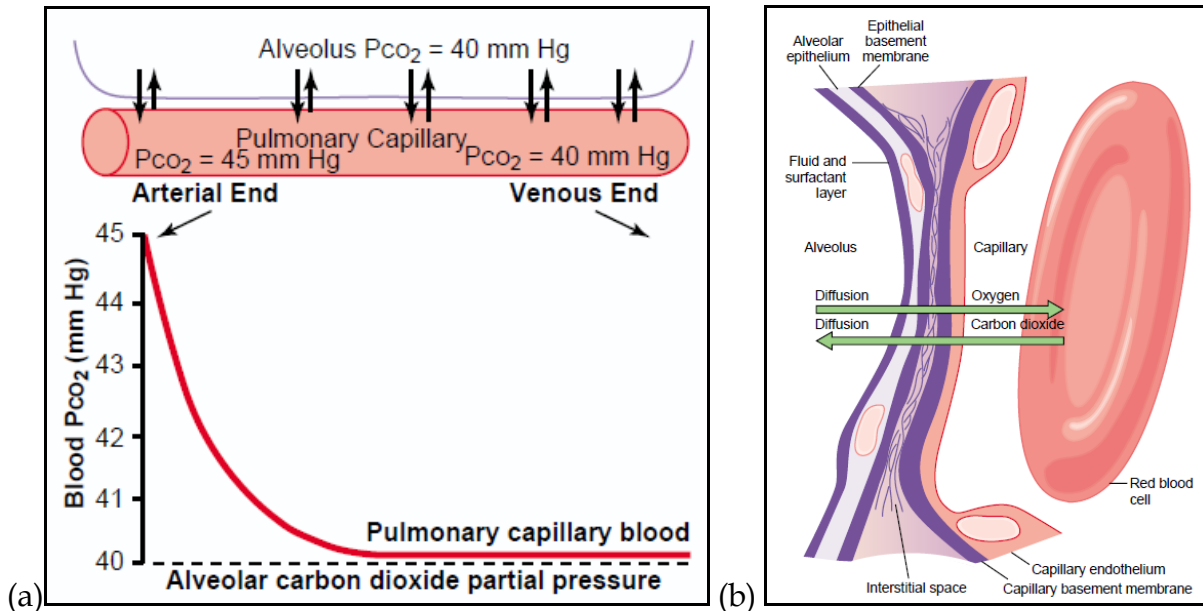 (a)
Alveolus Pco₂ = 40 mm Hg
Pulmonary Capillary
Pco₂ = 45 mm Hg
Pco₂ = 40 mm Hg
Arterial End
Venous End
Blood Pco₂ (mm Hg)
45
44
43
42
41
40
Pulmonary capillary blood
Alveolar carbon dioxide partial pressure
(b)
Alveolar
epithelium
Epithelial
basement
membrane
Fluid and
surfactant
layer
Alveolus
Capillary
Diffusion
Oxygen
Diffusion
Carbon dioxide
Red blood
cell
Capillary endothelium
Interstitial space
Capillary basement membrane